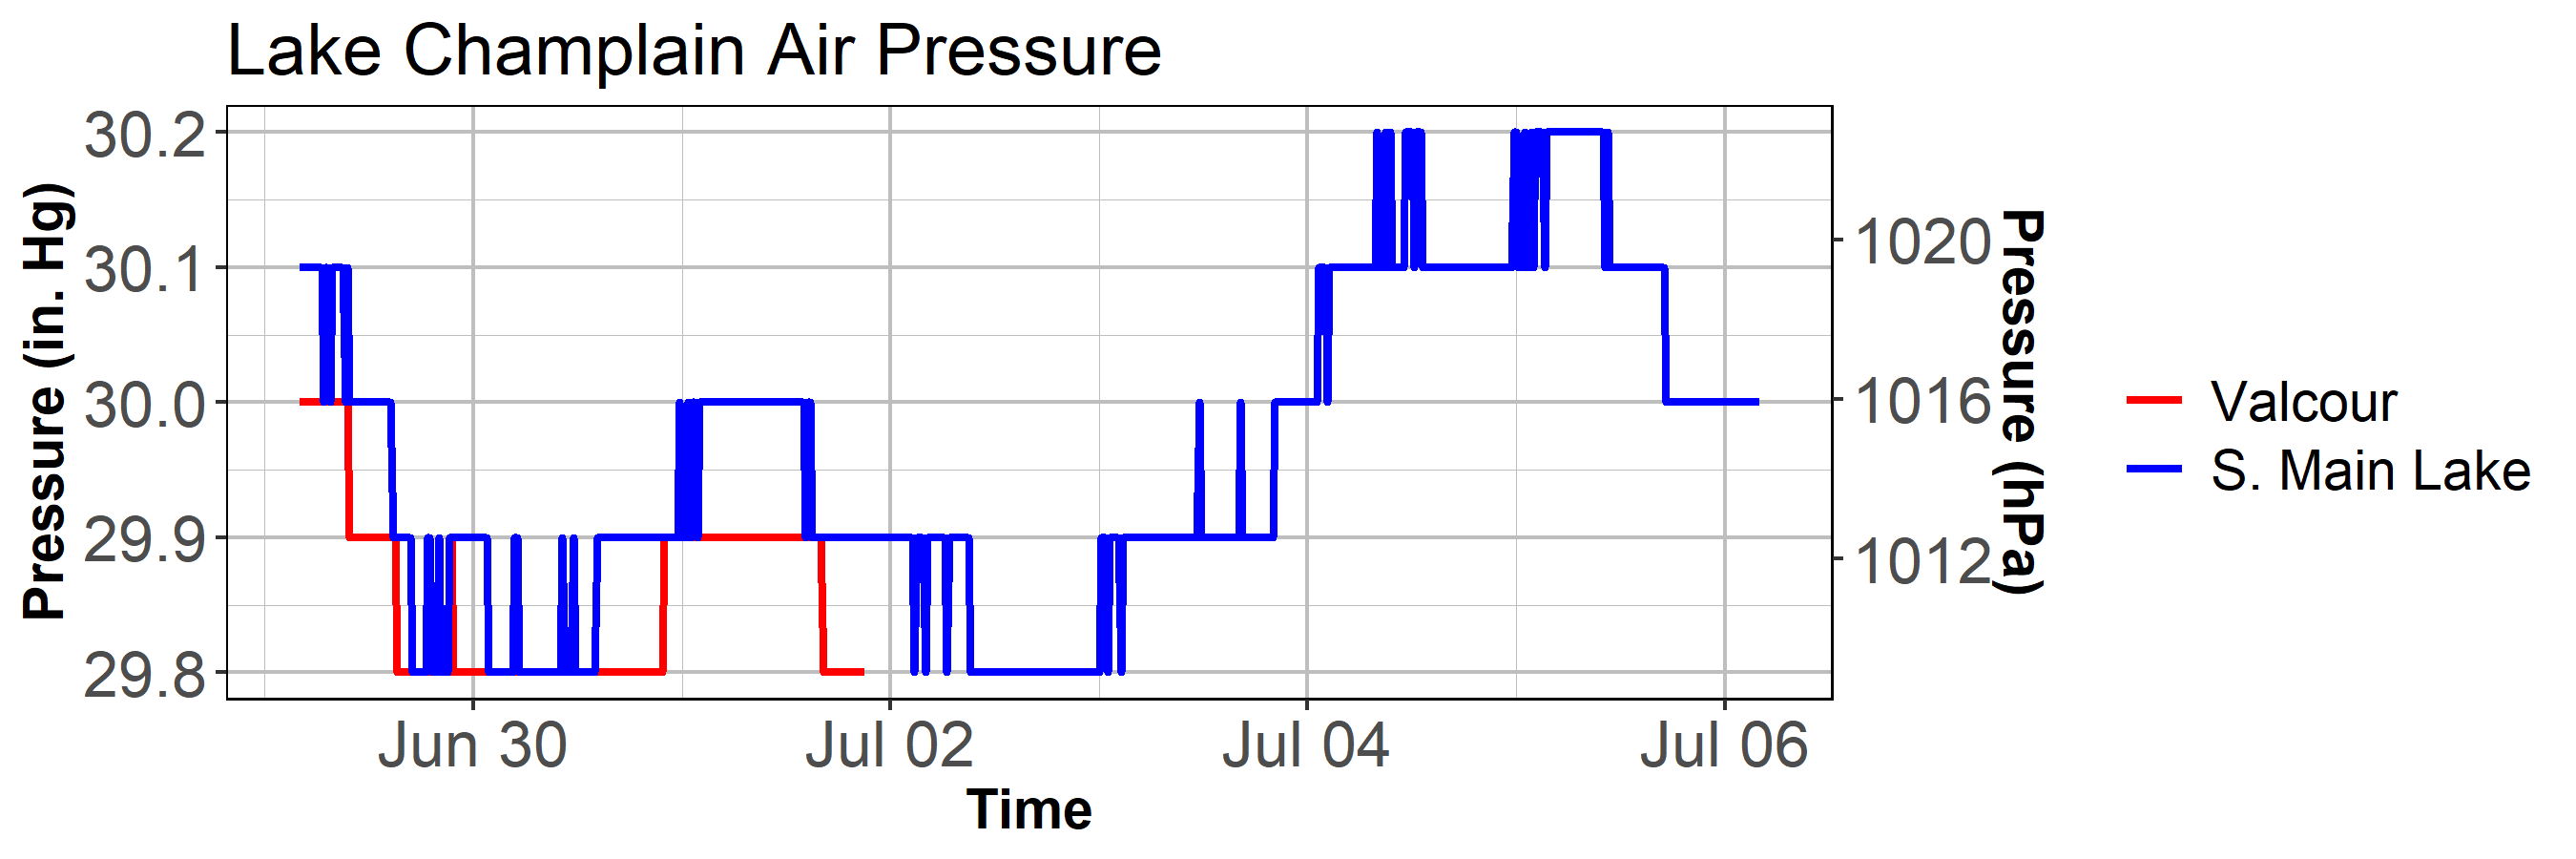 Lake Champlain Air Pressure
30.2
30.1
30.0
29.9
29.8
Pressure (in. Hg)
1020
1016
1012
Pressure (hPa)
Jun 30
Jul 02
Jul 04
Jul 06
Time
Valcour
S. Main Lake